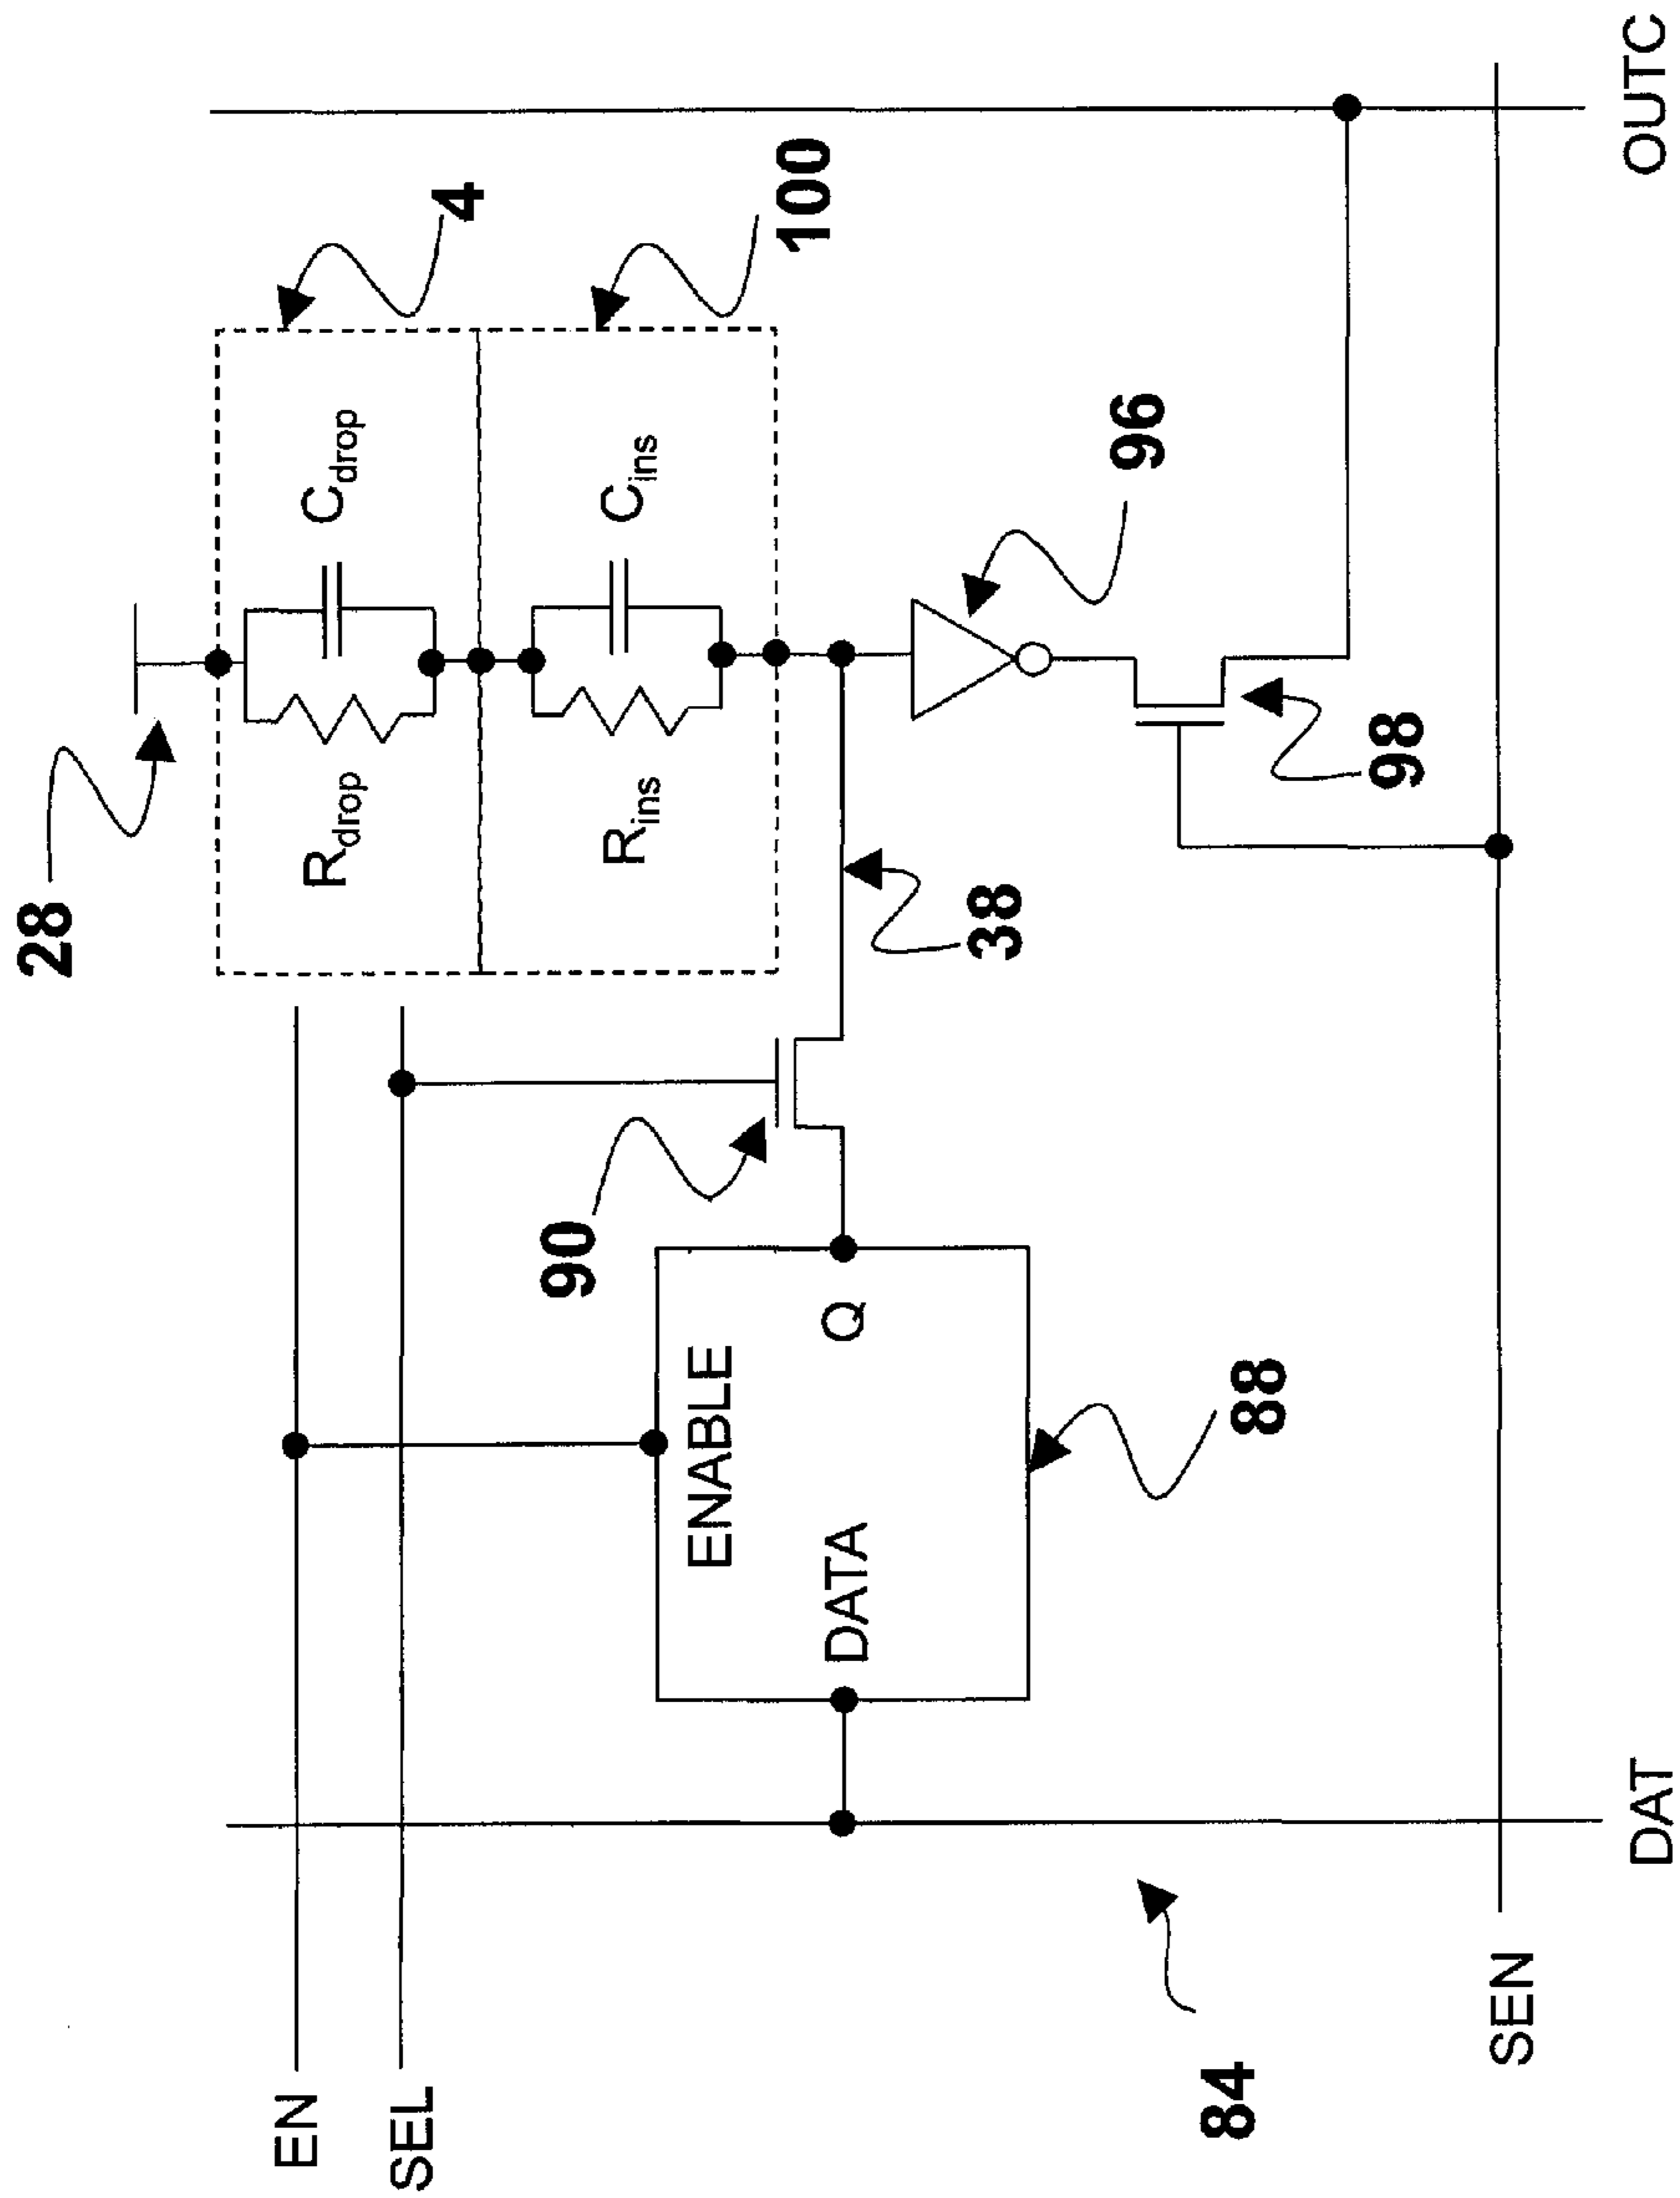 28
4
100
R_drop
C_drop
R_ins
C_ins
EN
SEL
90
38
96
ENABLE
DATA
Q
88
98
84
SEN
DAT
OUTC